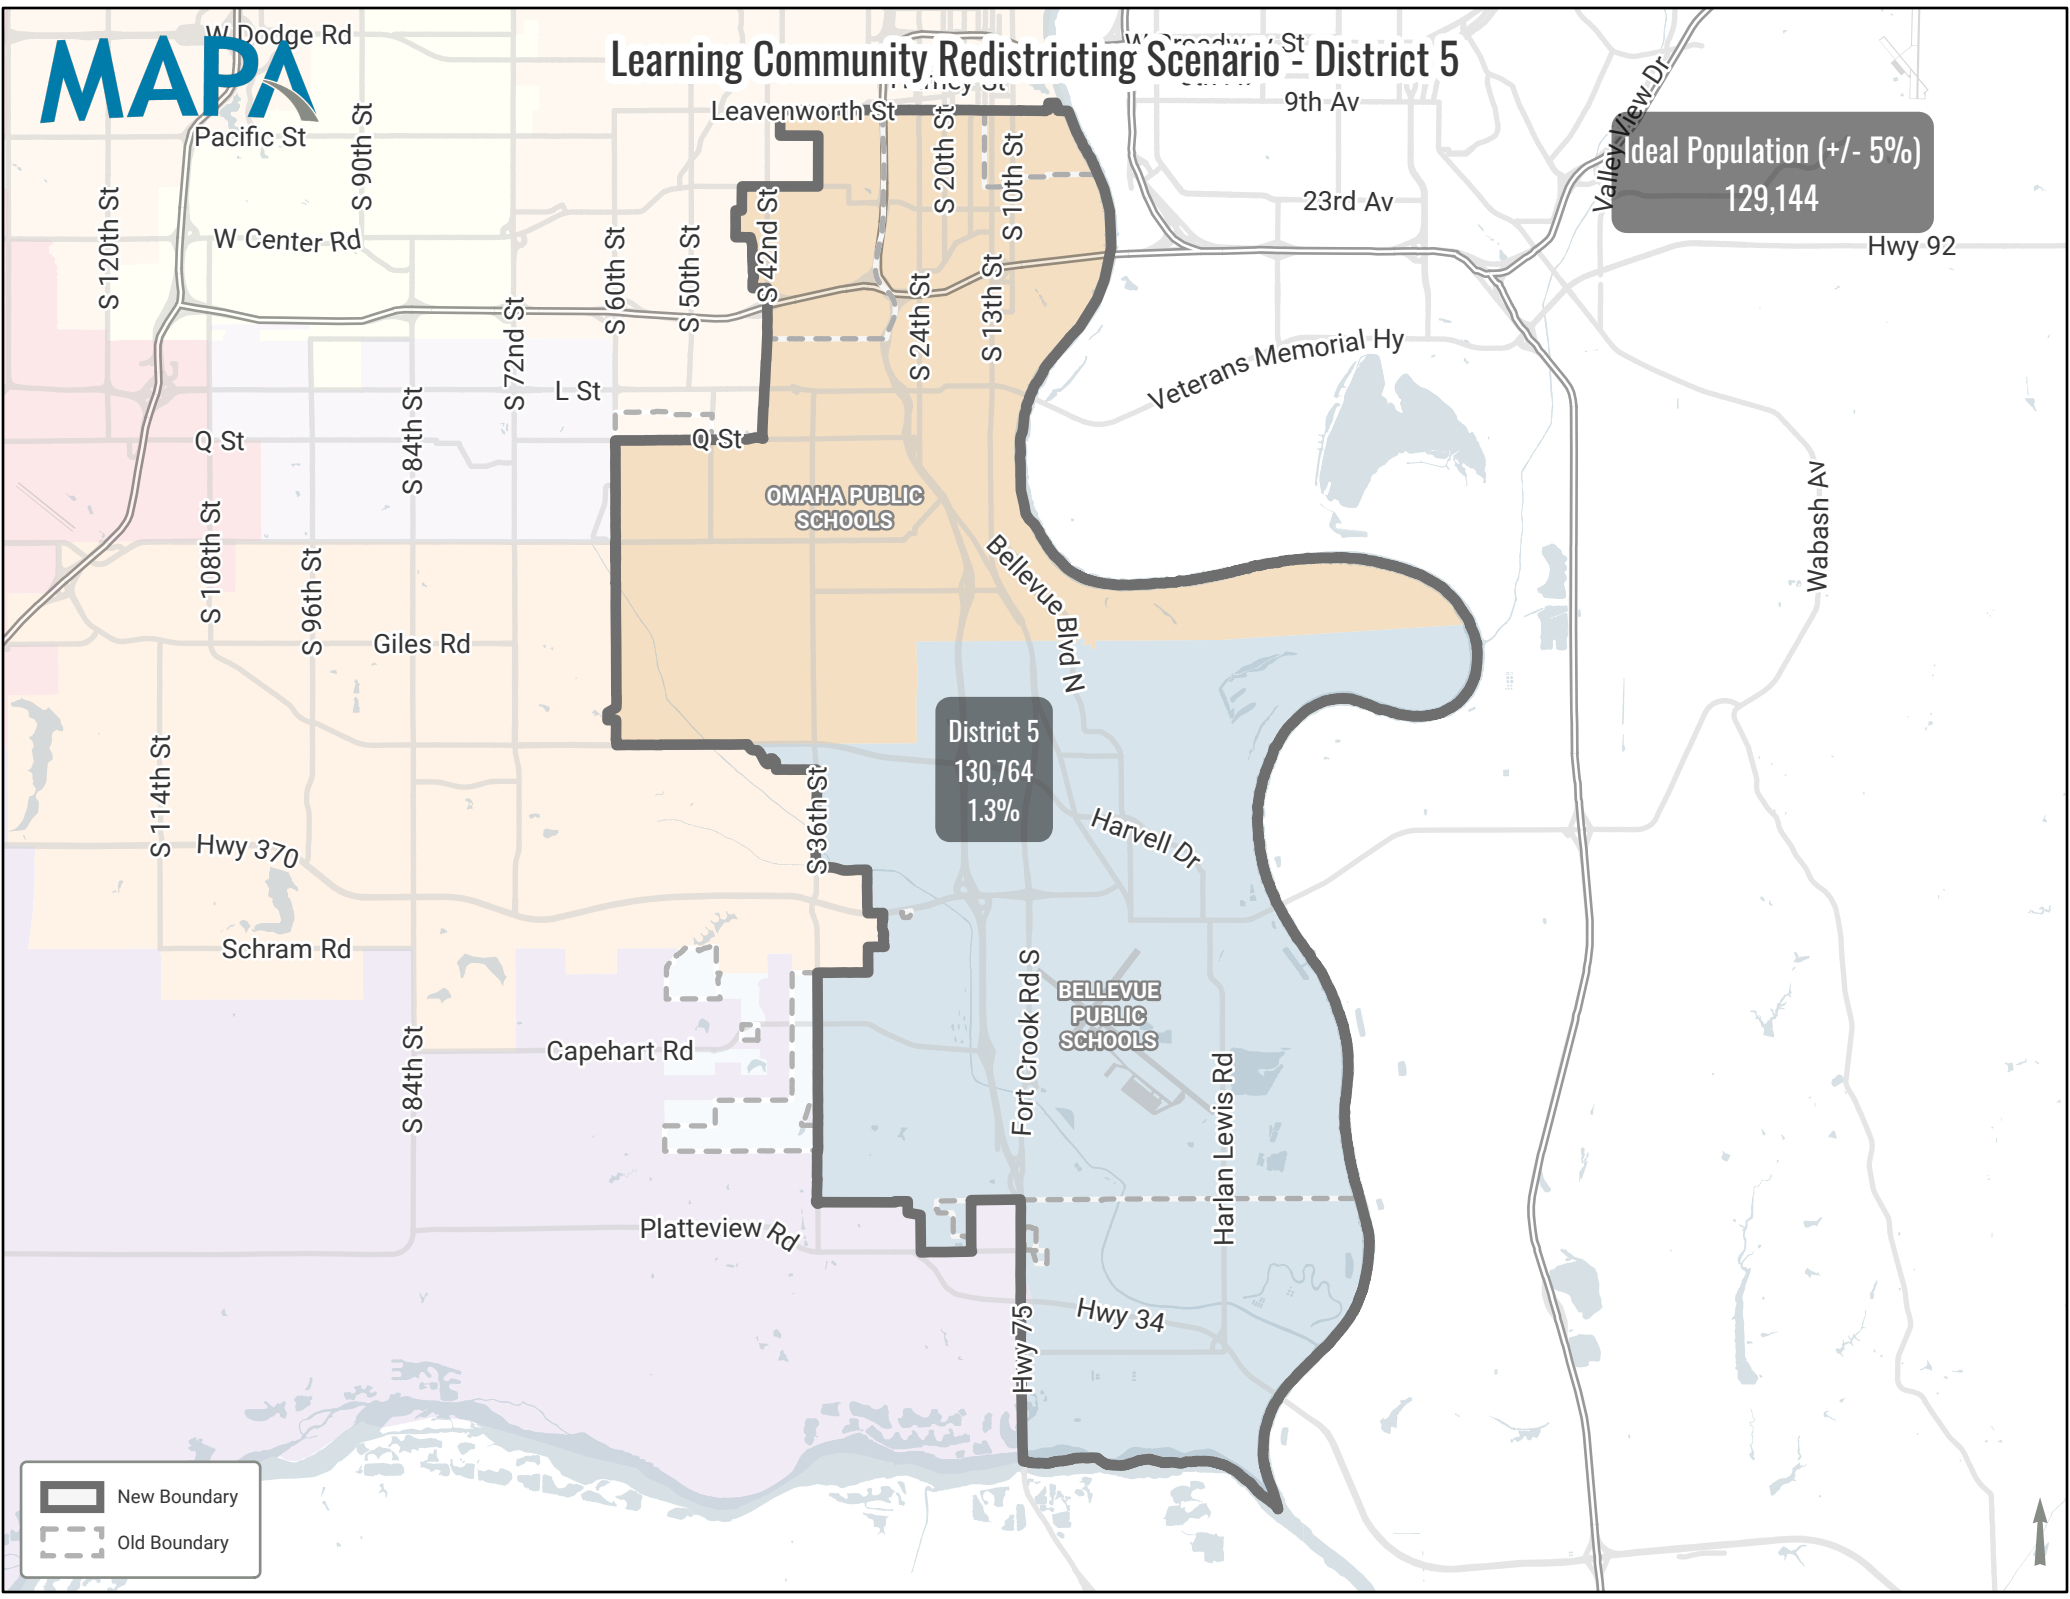 W Dodge Rd
MAPA
Learning Community Redistricting Scenario - District 5
Leavenworth St
9th Av
Pacific St
S 90th St
S 20th St
S 10th St
Valley View Dr
Ideal Population (+/- 5%)
129,144
S 120th St
W Center Rd
S 60th St
S 50th St
S 42nd St
23rd Av
Hwy 92
S 72nd St
S 24th St
S 13th St
Veterans Memorial Hy
L St
S 84th St
Q St
Q St
OMAHA PUBLIC
SCHOOLS
Wabash Av
S 108th St
S 96th St
Bellevue Blvd N
Giles Rd
District 5
130,764
1.3%
S 114th St
S 36th St
Harvell Dr
Hwy 370
Schram Rd
Fort Crook Rd S
BELLEVUE
PUBLIC
SCHOOLS
S 84th St
Capehart Rd
Harlan Lewis Rd
Platteview Rd
Hwy 75
Hwy 34
New Boundary
Old Boundary